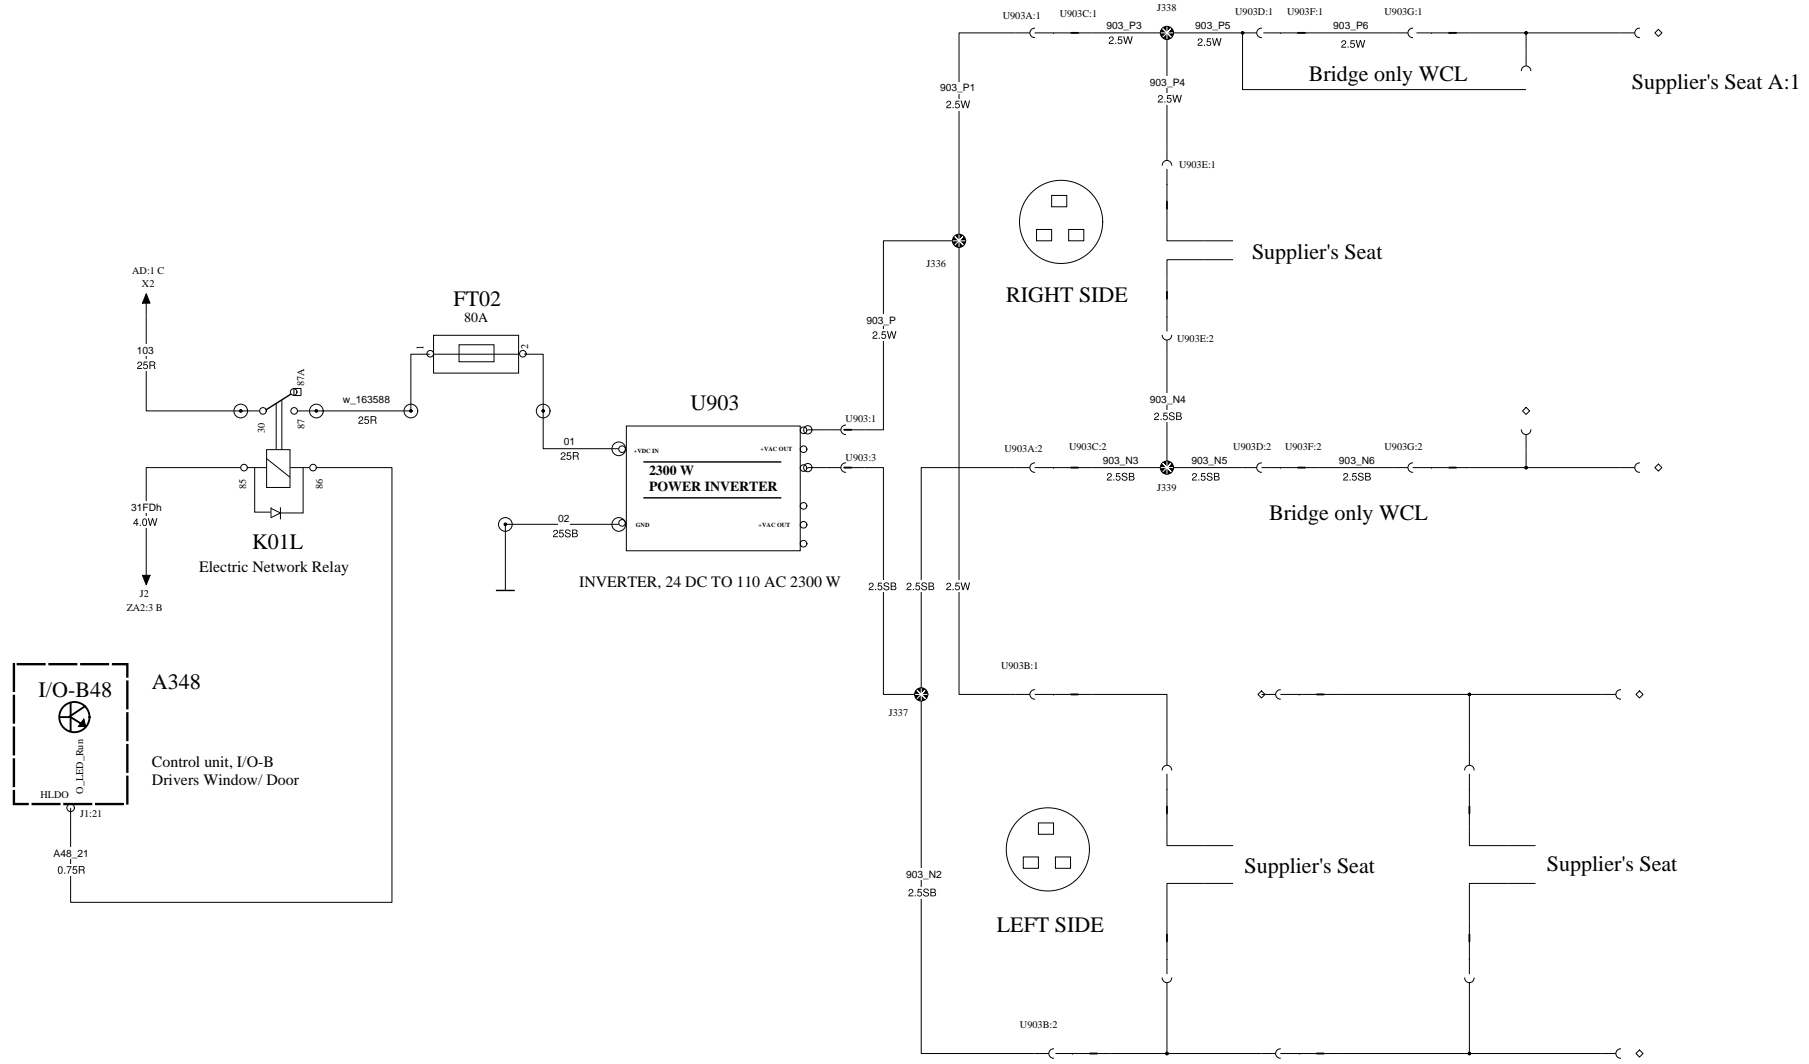 U903A:1
U903C:1
J338
U903D:1
U903F:1
U903G:1
903_P3
2.5W
903_P5
2.5W
903_P6
2.5W
Bridge only WCL
Supplier's Seat A:1
903_P1
2.5W
903_P4
2.5W
U903E:1
J336
Supplier's Seat
RIGHT SIDE
AD:1 C
X2
FT02
80A
1
2
903_P
2.5W
U903E:2
103
25R
87A
w_163588
25R
30
87
U903
903_N4
2.5SB
U903:1
01
25R
+VDC IN
+VAC OUT
2300 W
POWER INVERTER
U903:3
U903A:2
U903C:2
U903D:2
U903F:2
U903G:2
903_N3
2.5SB
903_N5
2.5SB
903_N6
2.5SB
J339
85
86
31FDh
4.0W
02
25SB
GND
+VAC OUT
Bridge only WCL
K01L
Electric Network Relay
INVERTER, 24 DC TO 110 AC 2300 W
2.5SB
2.5SB
2.5W
J2
ZA2:3 B
U903B:1
I/O-B48
A348
J337
O_LED_Run
Control unit, I/O-B
Drivers Window/ Door
HLDO
J1:21
A48_21
0.75R
903_N2
2.5SB
Supplier's Seat
Supplier's Seat
LEFT SIDE
U903B:2